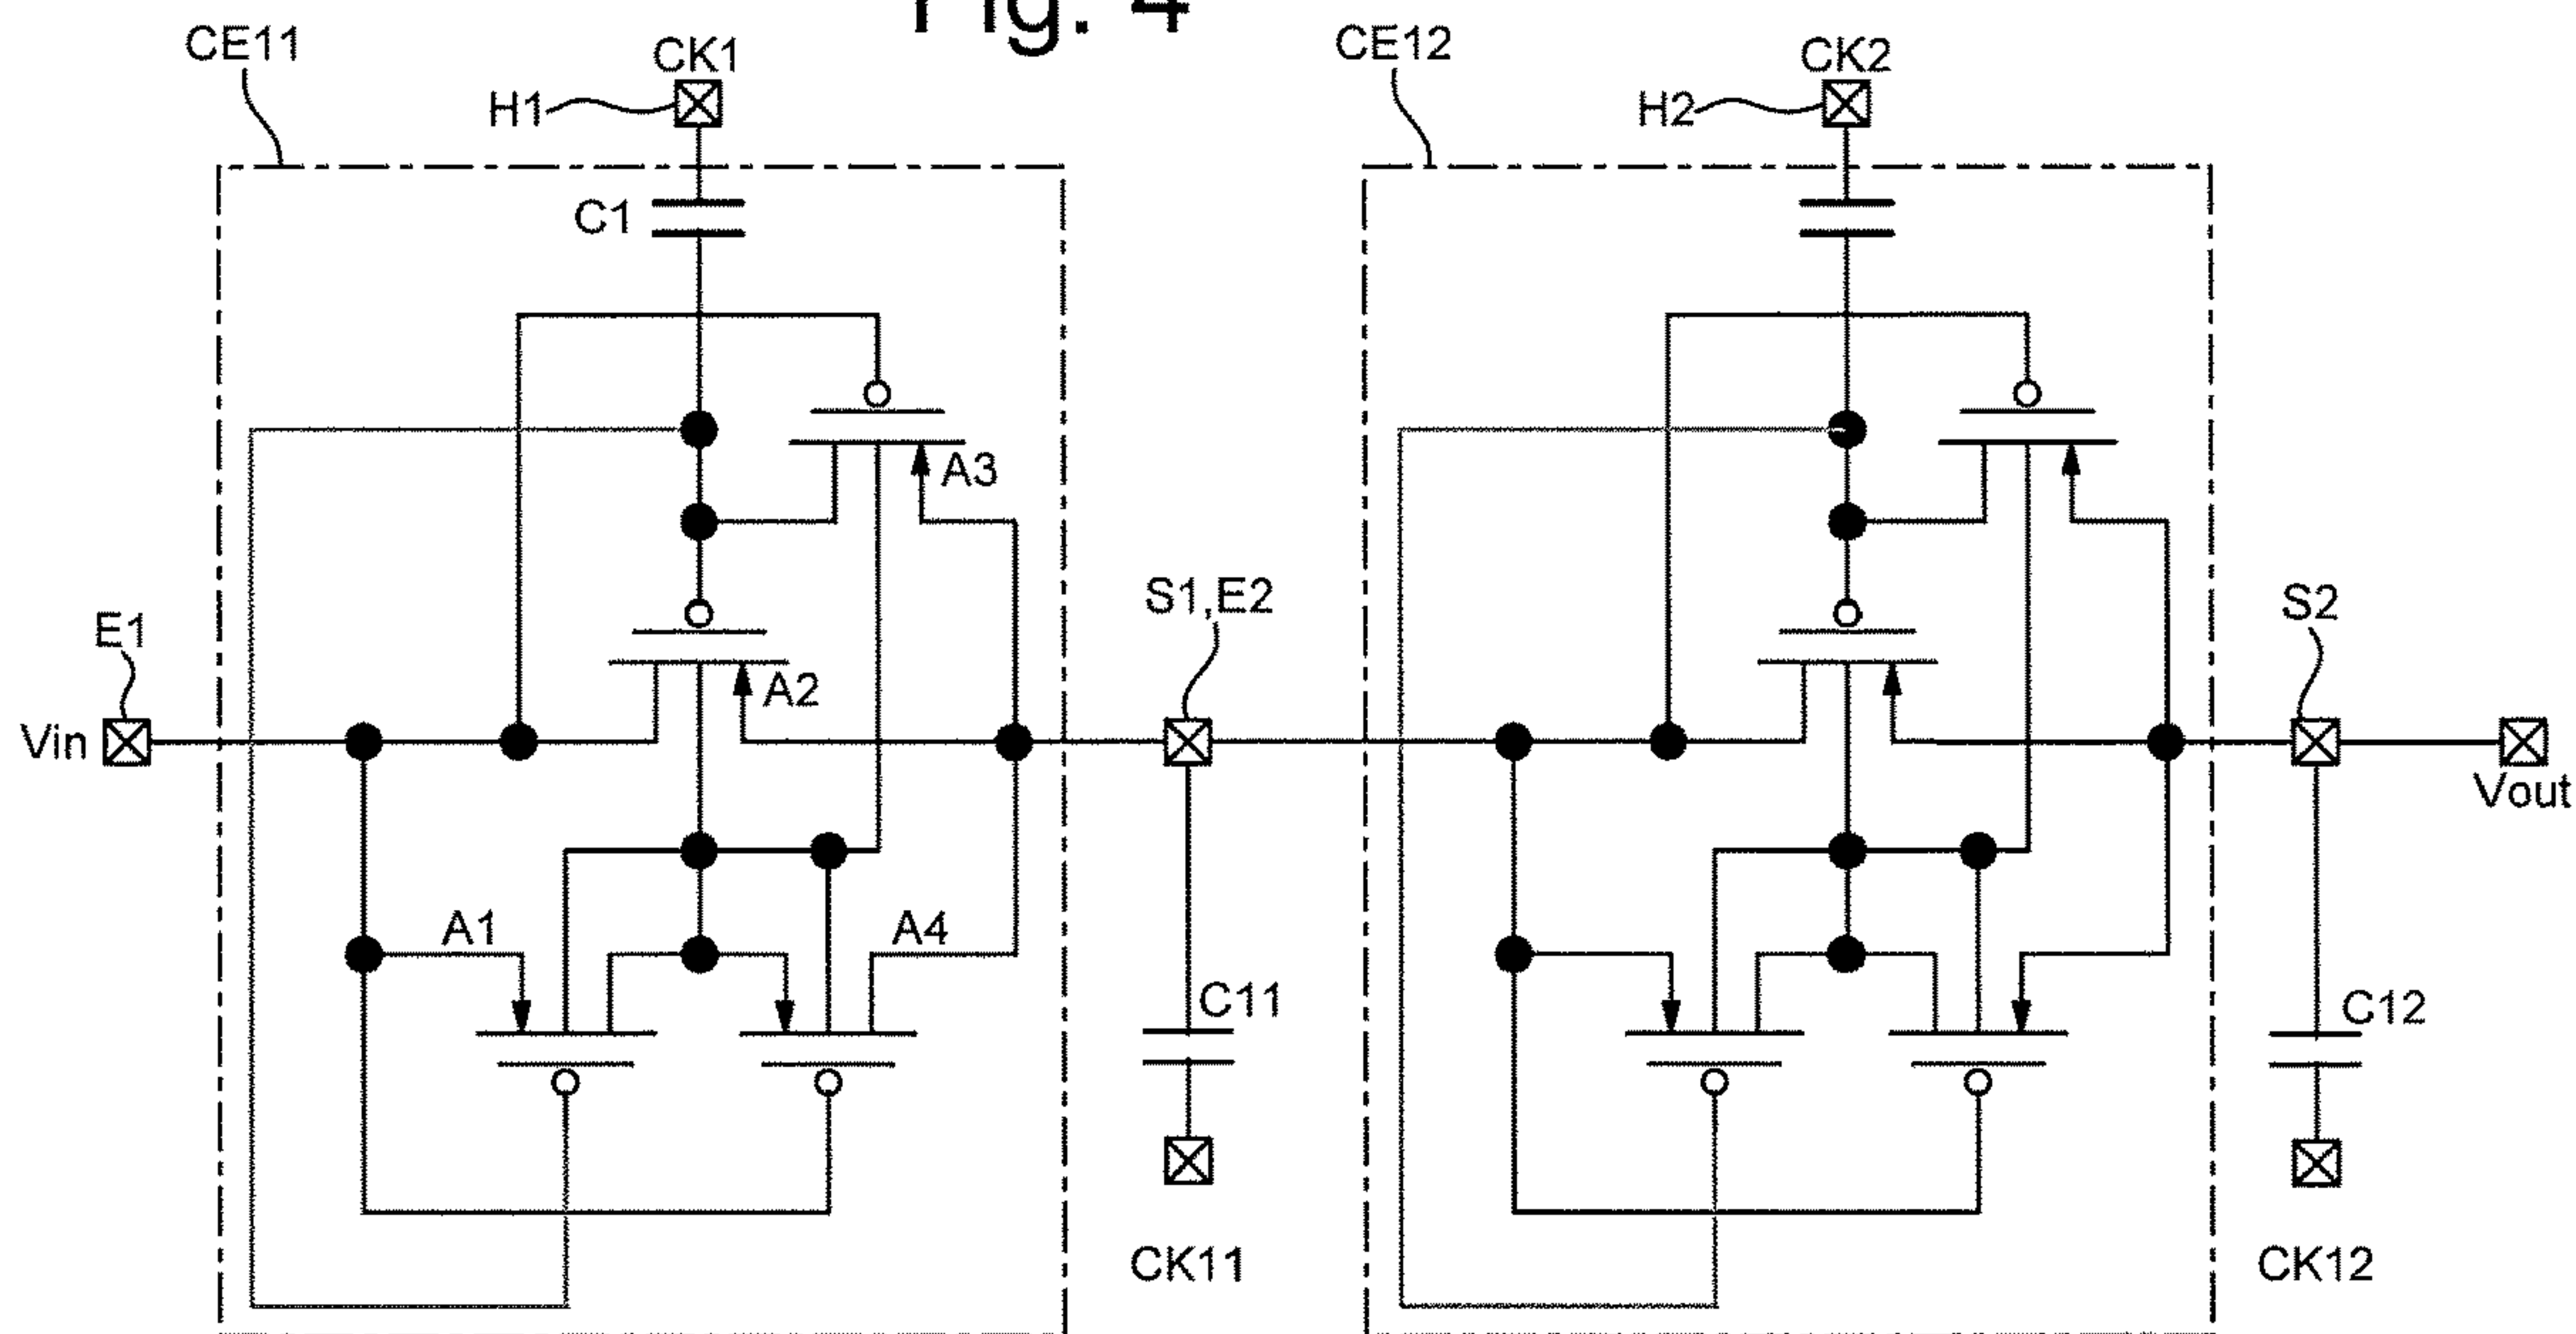 Fig. 4
CE11
CK1
CE12
CK2
H1
H2
C1
A3
S1,E2
S2
E1
A2
Vin
Vout
A1
A4
C11
C12
CK11
CK12